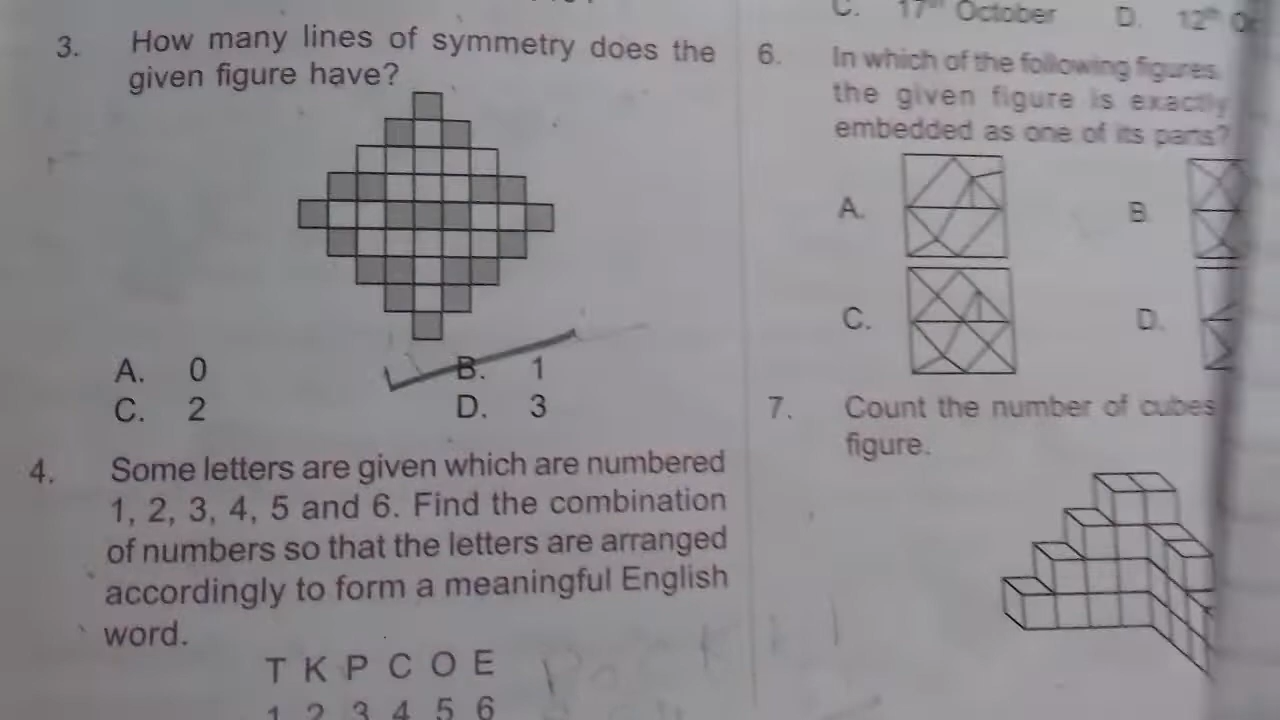 3. How many lines of symmetry does the
given figure have?
A. 0
B. 1
C. 2
D. 3
4. Some letters are given which are numbered
1, 2, 3, 4, 5 and 6. Find the combination
of numbers so that the letters are arranged
accordingly to form a meaningful English
word.
T K P C O E
1 2 3 4 5 6
C. 17th October D. 12th
6. In which of the following figures
the given figure is exactly
embedded as one of its parts?
A.
B
C.
D.
7. Count the number of cubes
figure.